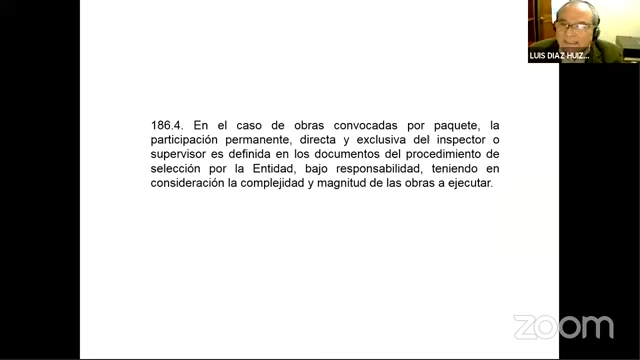 LUIS DIAZ HUIZ...
186.4. En el caso de obras convocadas por paquete, la
participación permanente, directa y exclusiva del inspector o
supervisor es definida en los documentos del procedimiento de
selección por la Entidad, bajo responsabilidad, teniendo en
consideración la complejidad y magnitud de las obras a ejecutar.
zoom